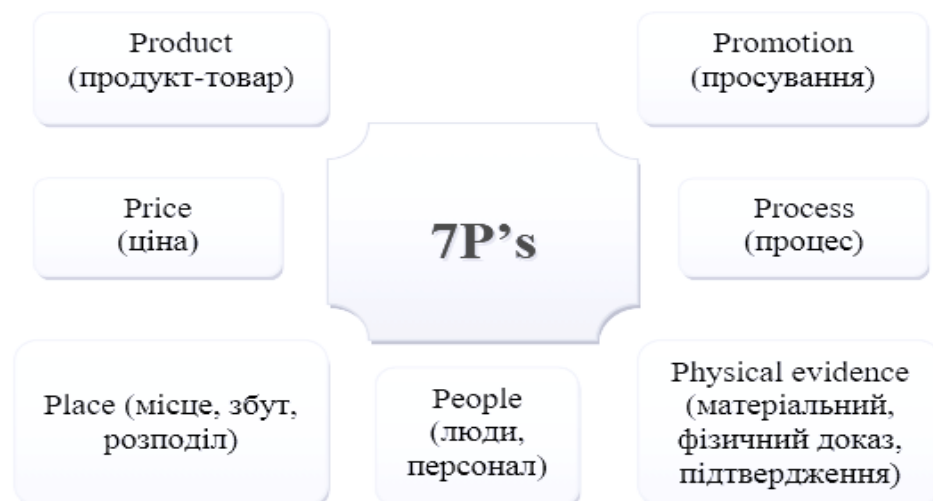 Product
(продукт-товар)
Promotion
(просування)
Price
(ціна)
7P’s
Process
(процес)
Place (місце, збут,
розподіл)
People
(люди,
персонал)
Physical evidence
(матеріальний,
фізичний доказ,
підтвердження)